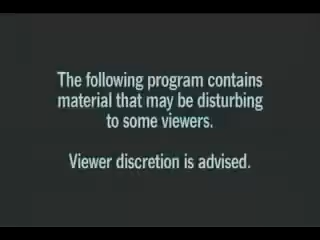 The following program contains
material that may be disturbing
to some viewers.
Viewer discretion is advised.